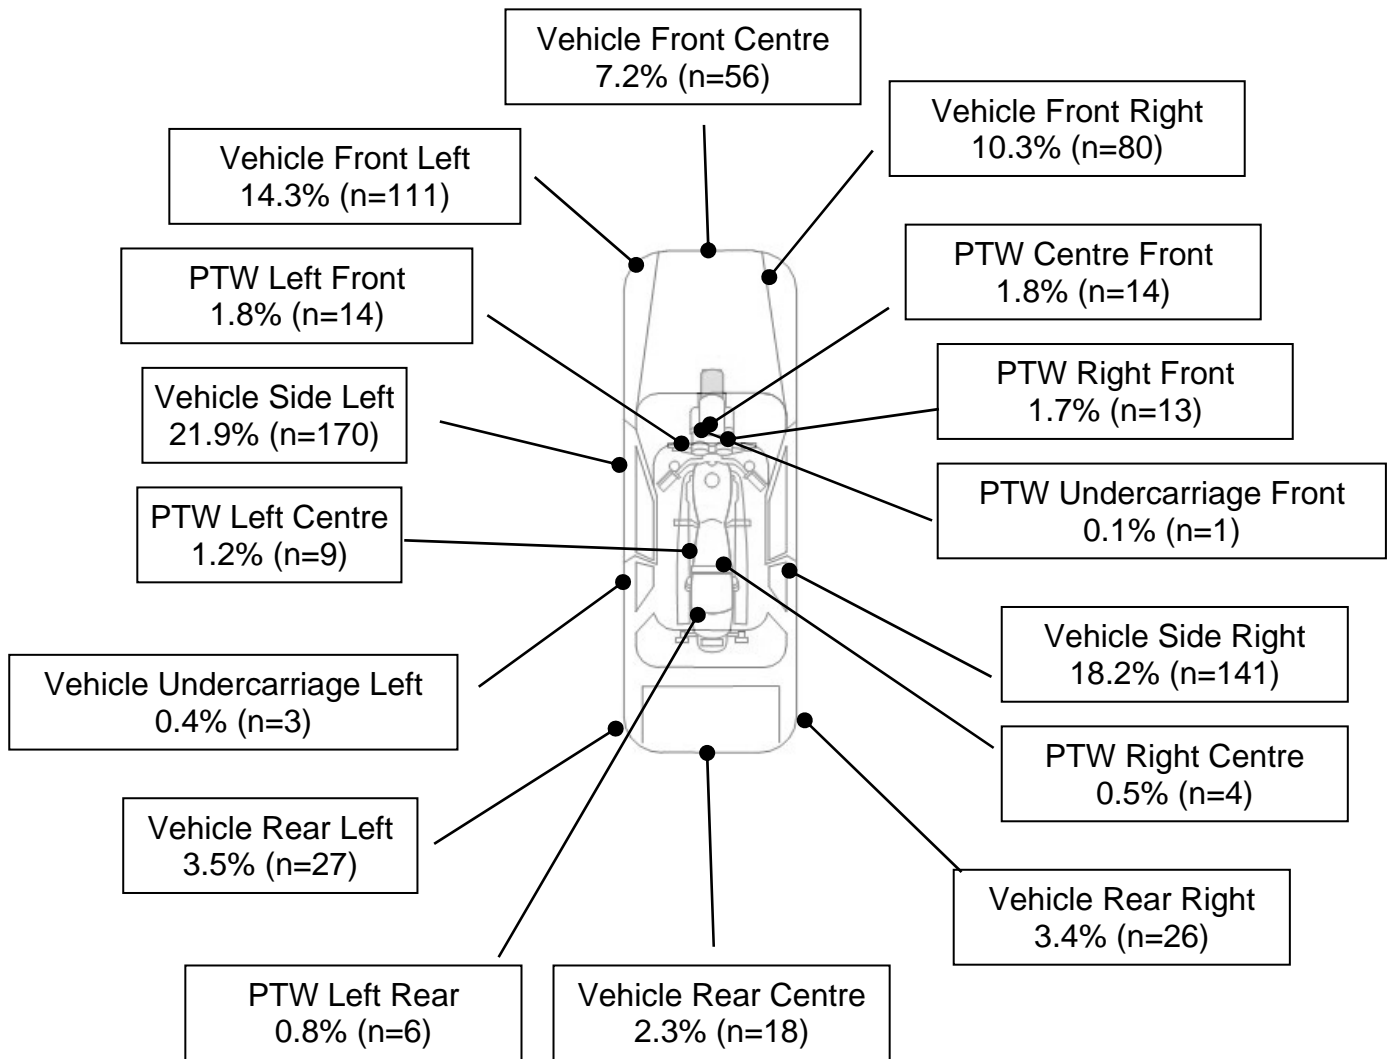 Vehicle Front Centre
7.2% (n=56)
Vehicle Front Right
10.3% (n=80)
Vehicle Front Left
14.3% (n=111)
PTW Centre Front
1.8% (n=14)
PTW Left Front
1.8% (n=14)
PTW Right Front
1.7% (n=13)
Vehicle Side Left
21.9% (n=170)
PTW Undercarriage Front
0.1% (n=1)
PTW Left Centre
1.2% (n=9)
Vehicle Side Right
18.2% (n=141)
Vehicle Undercarriage Left
0.4% (n=3)
PTW Right Centre
0.5% (n=4)
Vehicle Rear Left
3.5% (n=27)
Vehicle Rear Right
3.4% (n=26)
PTW Left Rear
0.8% (n=6)
Vehicle Rear Centre
2.3% (n=18)